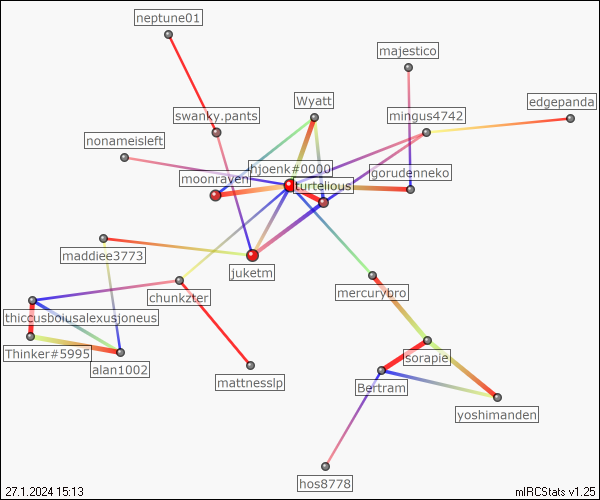 neptune01
majestico
Wyatt
edgepanda
swanky.pants
mingus4742
nonameisleft
hjoenk#0000
gorudenneko
moonraven
turtelious
maddiee3773
juketm
chunkzter
mercurybro
thiccusboiusalexusjoneus
Thinker#5995
alan1002
sorapie
mattnesslp
Bertram
yoshimanden
hos8778
27.1.2024 15:13
mIRCStats v1.25